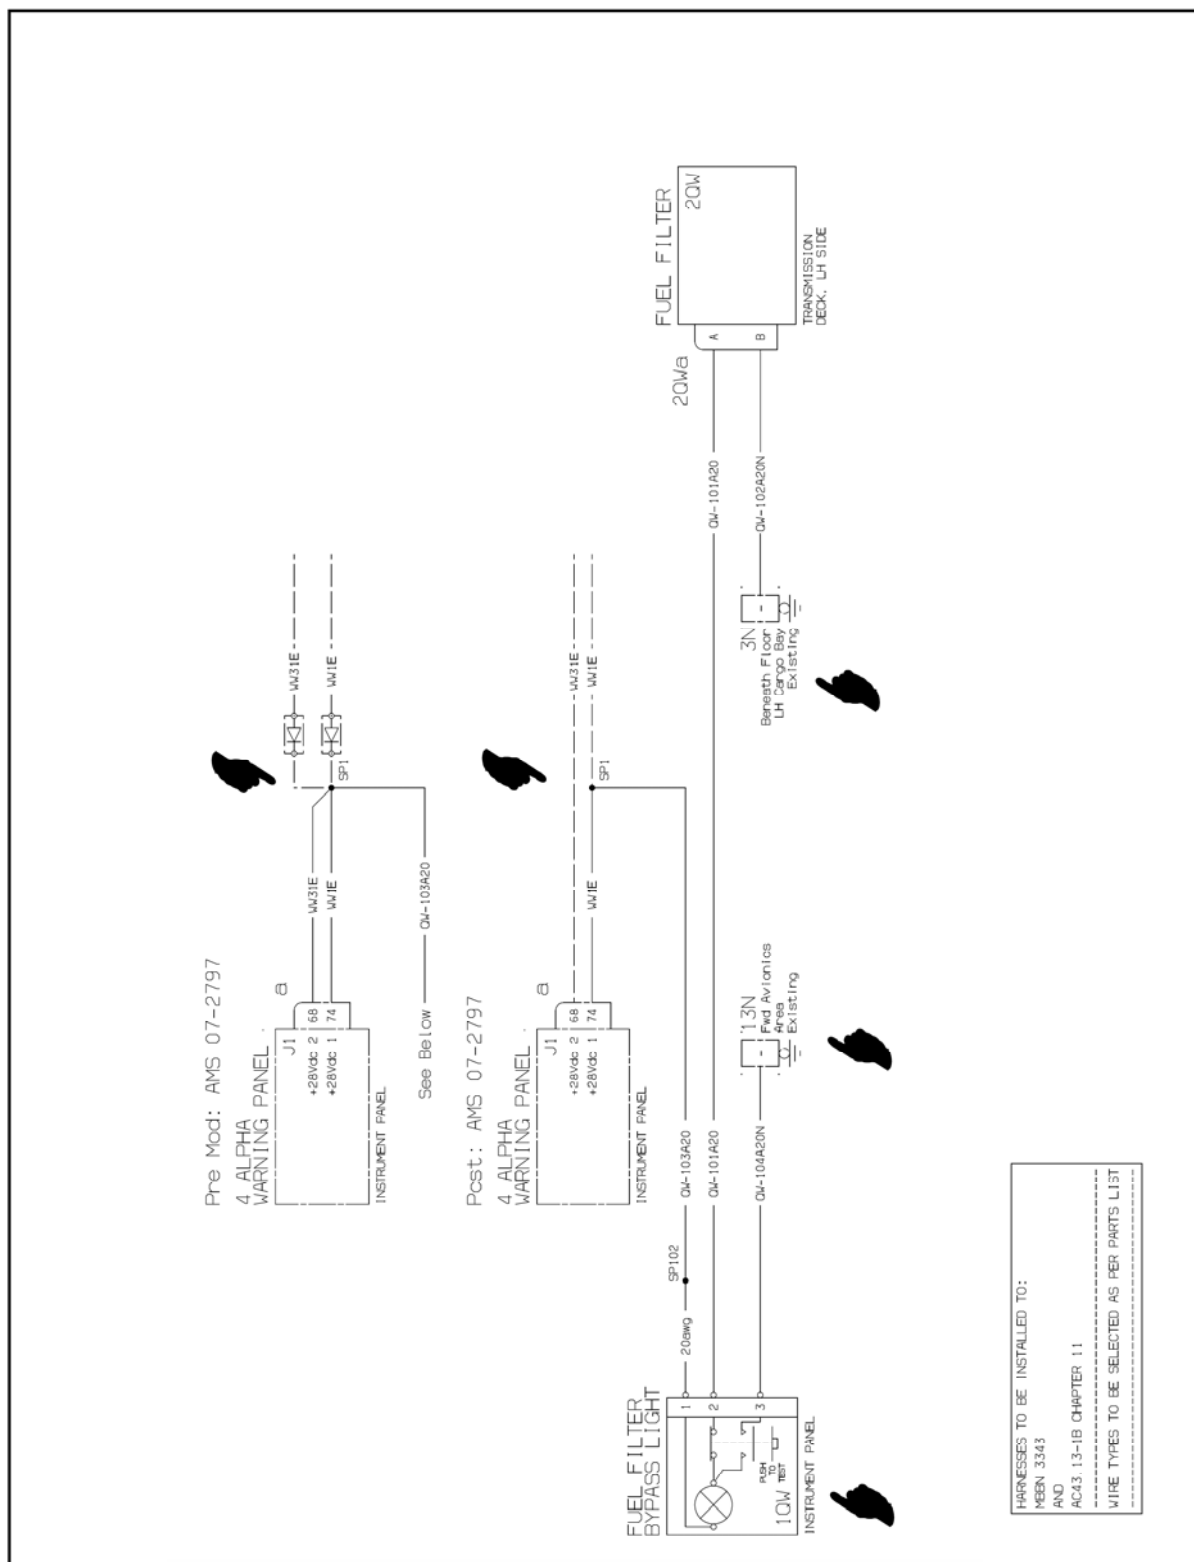 Pre Mod: AMS 07-2797
4 ALPHA
WARNING PANEL
J1
a
+28Vdc 2
68
+28Vdc 1
74
INSTRUMENT PANEL
WW31E
WW1E
SP1
WW31E
WW1E
See Below
QW-103A20
Pcst: AMS 07-2797
4 ALPHA
WARNING PANEL
J1
a
+28Vdc 2
68
+28Vdc 1
74
INSTRUMENT PANEL
WW1E
SP1
WW31E
WW1E
FUEL FILTER
BYPASS LIGHT
1
2
3
PUSH
TO
TEST
1QW
INSTRUMENT PANEL
20awg
SP102
QW-103A20
QW-101A20
QW-104A20N
13N
Fwd Avionics
Area
Existing
3N
Beneath Floor
LH Cargo Bay
Existing
QW-101A20
QW-102A20N
FUEL FILTER
2QWa
A
B
2QW
TRANSMISSION
DECK, LH SIDE
HARNESSES TO BE INSTALLED TO:
MBBN 3343
AND
AC43.13-1B CHAPTER 11
WIRE TYPES TO BE SELECTED AS PER PARTS LIST